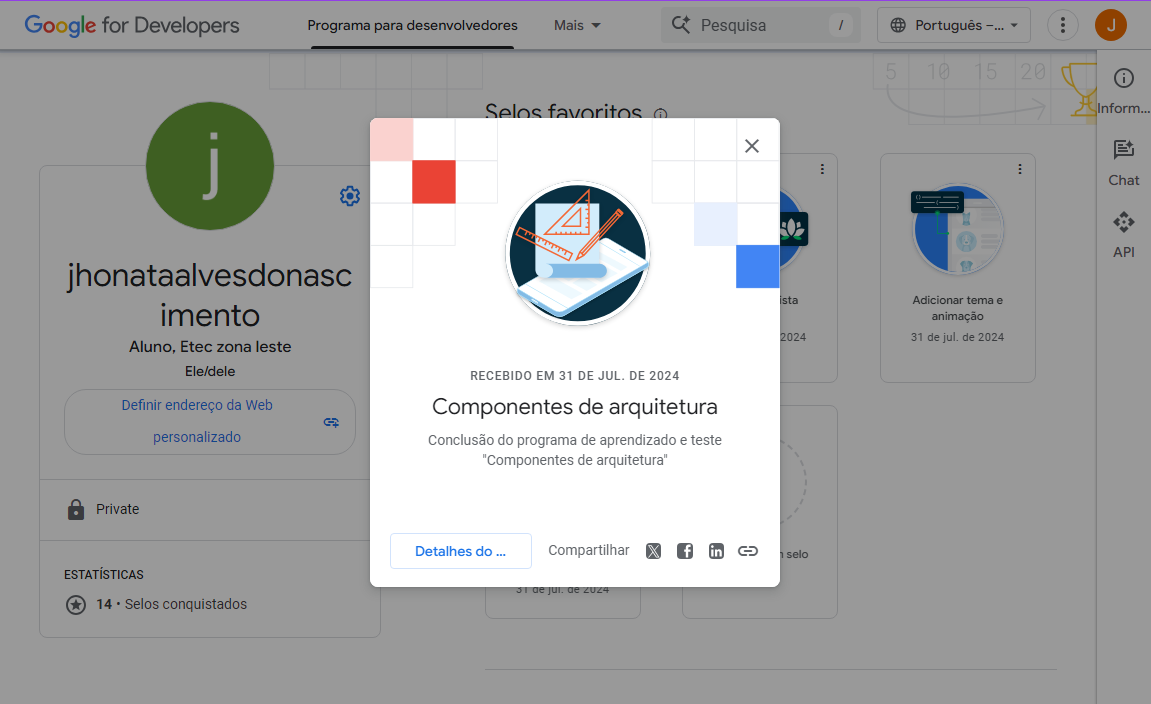 Google for Developers
Programa para desenvolvedores
Mais
Pesquisa
/
Português –...
J
5 10 15 20
Selos favoritos
Inform...
Chat
API
j
jhonataalvesdonasc
imento
Aluno, Etec zona leste
Ele/dele
Definir endereço da Web
personalizado
Private
ESTATÍSTICAS
14 • Selos conquistados
RECEBIDO EM 31 DE JUL. DE 2024
Componentes de arquitetura
Conclusão do programa de aprendizado e teste
"Componentes de arquitetura"
Detalhes do ...
Compartilhar
2024
Adicionar tema e
animação
31 de jul. de 2024
selo
31 de jul. de 2024